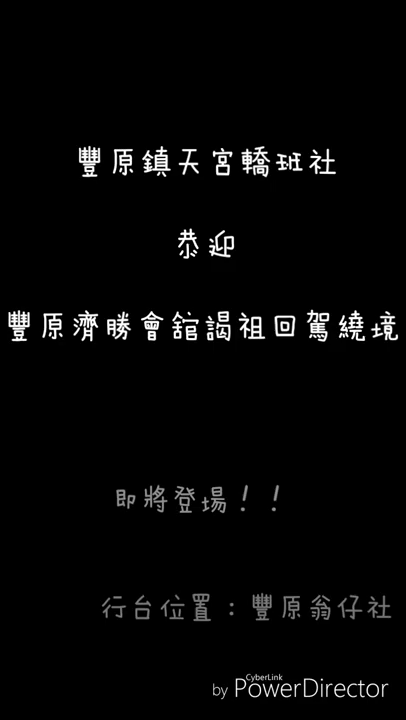 豐原鎮天宮轎班社
恭迎
豐原濟勝會舘謁祖回駕繞境
即將登場！！
行台位置：豐原翁仔社
by CyberLink PowerDirector